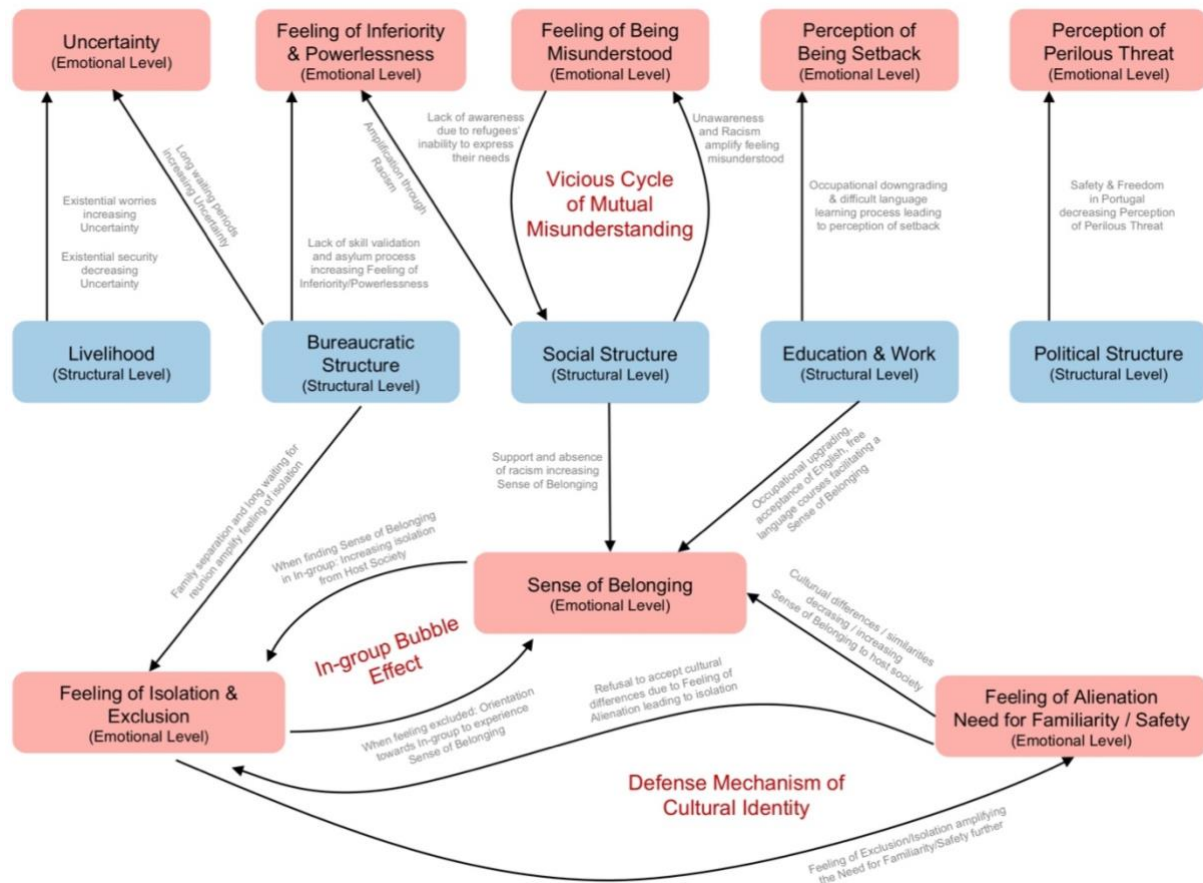 Uncertainty
(Emotional Level)
Feeling of Inferiority
& Powerlessness
(Emotional Level)
Feeling of Being
Misunderstood
(Emotional Level)
Perception of
Being Setback
(Emotional Level)
Perception of
Perilous Threat
(Emotional Level)
Existential worries
increasing
Uncertainty
Existential security
decreasing
Uncertainty
Long waiting periods
increasing Uncertainty
Lack of skill validation
and asylum process
increasing Feeling of
Inferiority/Powerlessness
Amplification through
Racism
Lack of awareness
due to refugees'
inability to express
their needs
Vicious Cycle
of Mutual
Misunderstanding
Unawareness
and Racism
amplify feeling
misunderstood
Occupational downgrading
& difficult language
learning process leading
to perception of setback
Safety & Freedom
in Portugal
decreasing Perception
of Perilous Threat
Livelihood
(Structural Level)
Bureaucratic
Structure
(Structural Level)
Social Structure
(Structural Level)
Education & Work
(Structural Level)
Political Structure
(Structural Level)
Family separation and long waiting for
reunion amplify feeling of isolation
Support and absence
of racism increasing
Sense of Belonging
Occupational upgrading,
acceptance of English, free
language courses facilitating a
Sense of Belonging
When finding Sense of Belonging
in In-group: Increasing isolation
from Host Society
Sense of Belonging
(Emotional Level)
Cultural differences / similarities
decrasing / increasing
Sense of Belonging to host society
In-group Bubble
Effect
Feeling of Isolation &
Exclusion
(Emotional Level)
When feeling excluded: Orientation
towards In-group to experience
Sense of Belonging
Refusal to accept cultural
differences due to Feeling of
Alienation leading to isolation
Feeling of Alienation
Need for Familiarity / Safety
(Emotional Level)
Defense Mechanism of
Cultural Identity
Feeling of Exclusion/Isolation amplifying
the Need for Familiarity/Safety further